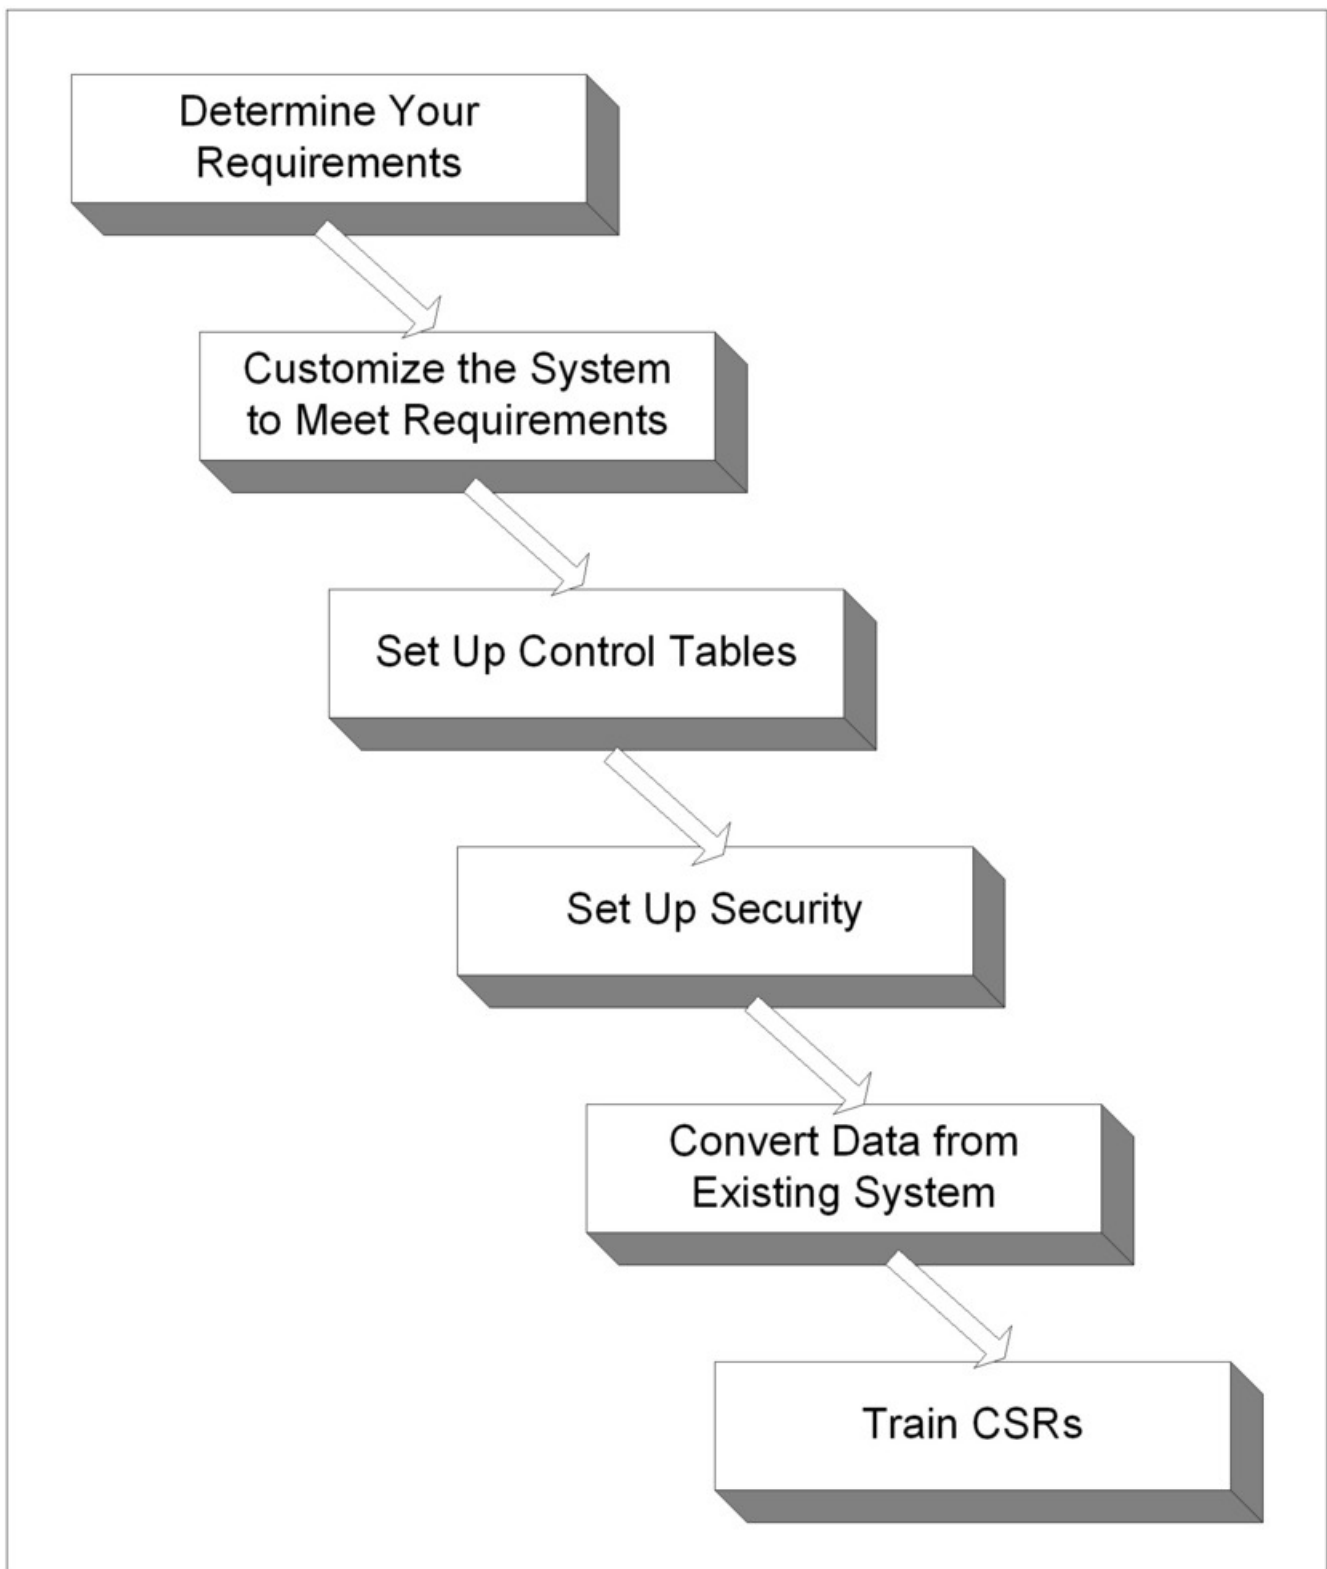 Determine Your
Requirements
Customize the System
to Meet Requirements
Set Up Control Tables
Set Up Security
Convert Data from
Existing System
Train CSRs